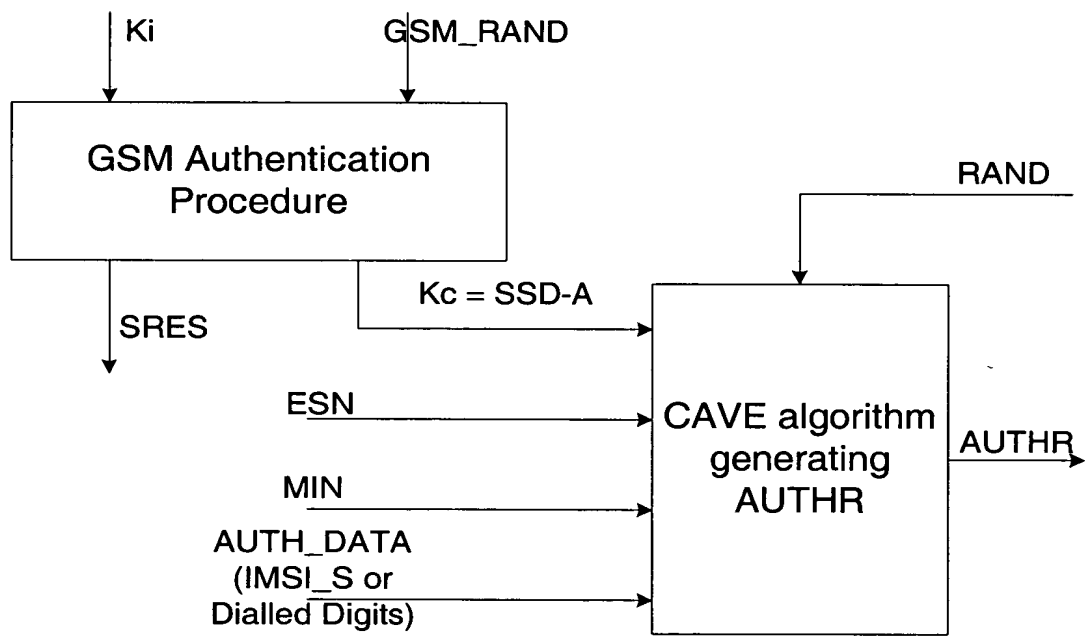 Ki
GSM_RAND
GSM Authentication
Procedure
RAND
Kc = SSD-A
SRES
ESN
CAVE algorithm
generating
AUTHR
AUTHR
MIN
AUTH_DATA
(IMSI_S or
Dialled Digits)